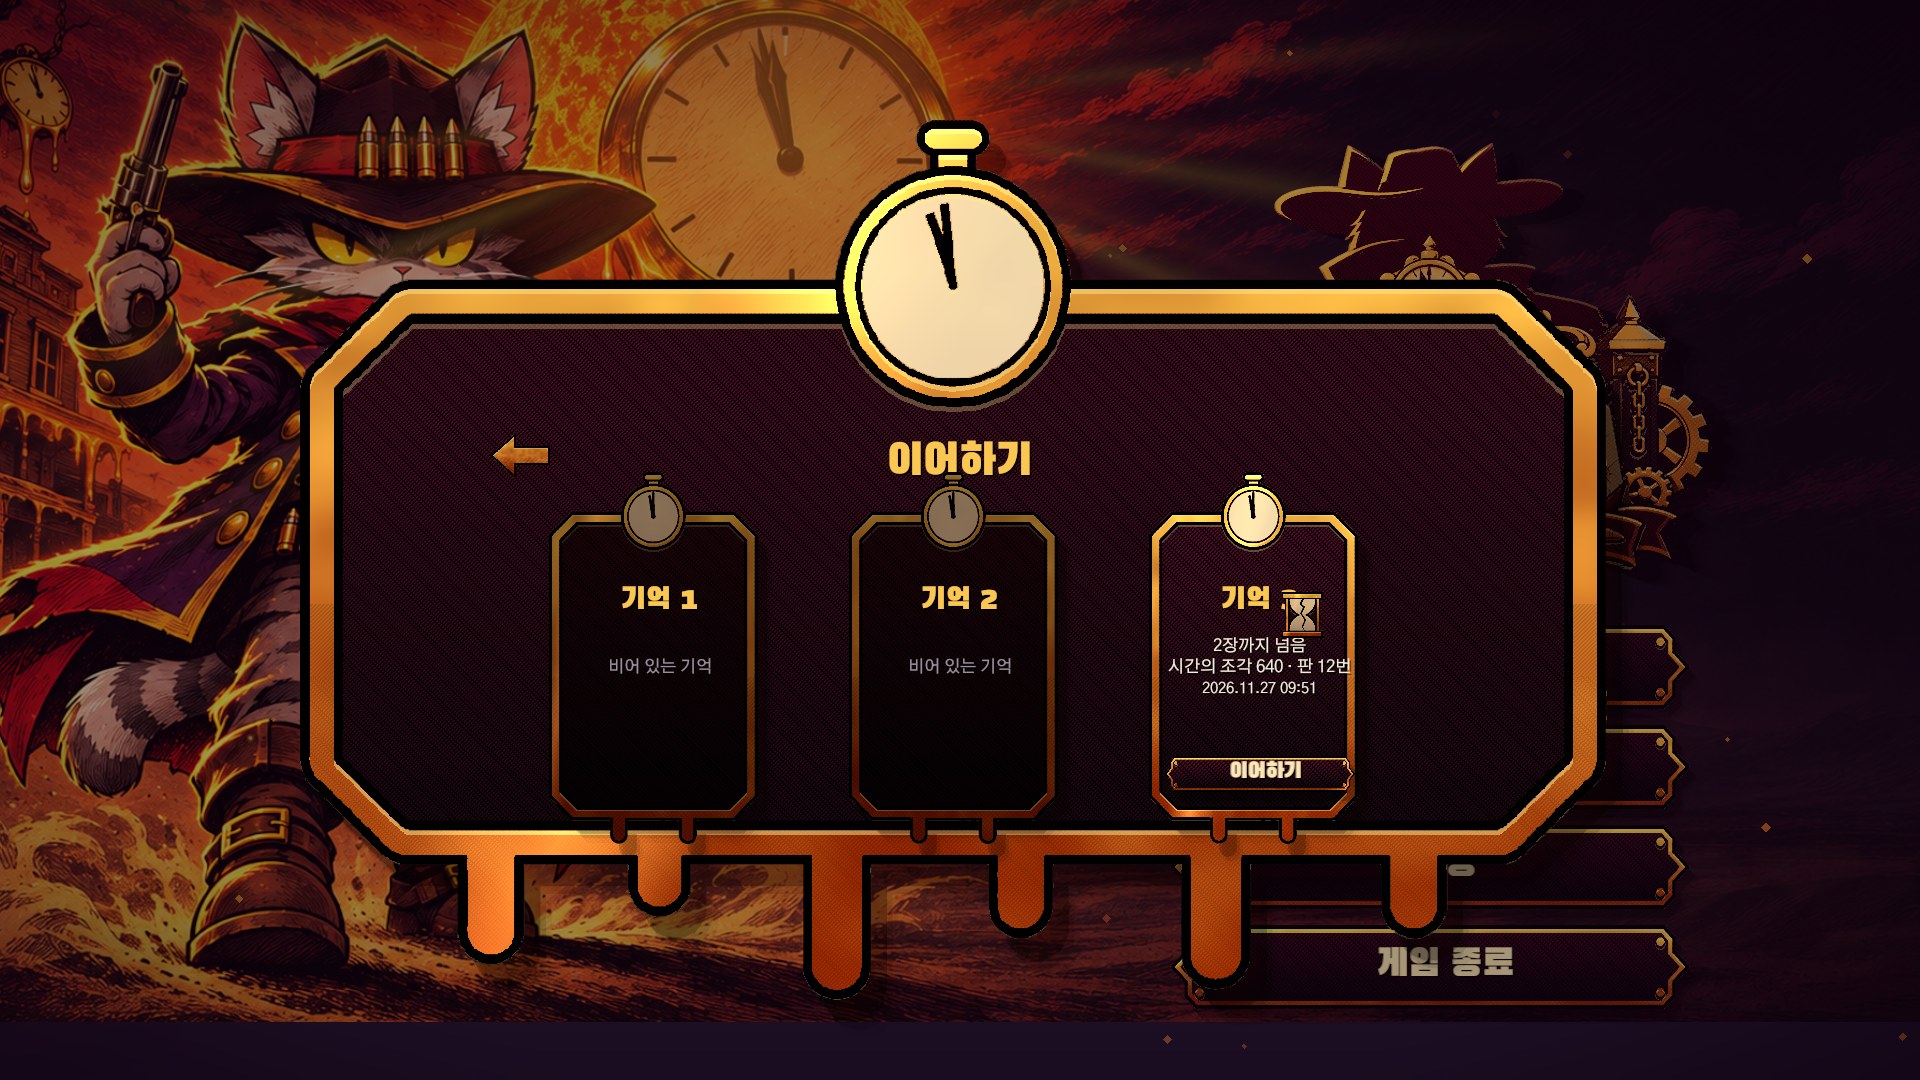 이어하기
기억 1
비어 있는 기억
기억 2
비어 있는 기억
기억
2장까지 넘음
시간의 조각 640 · 판 12번
2026.11.27 09:51
이어하기
게임 종료